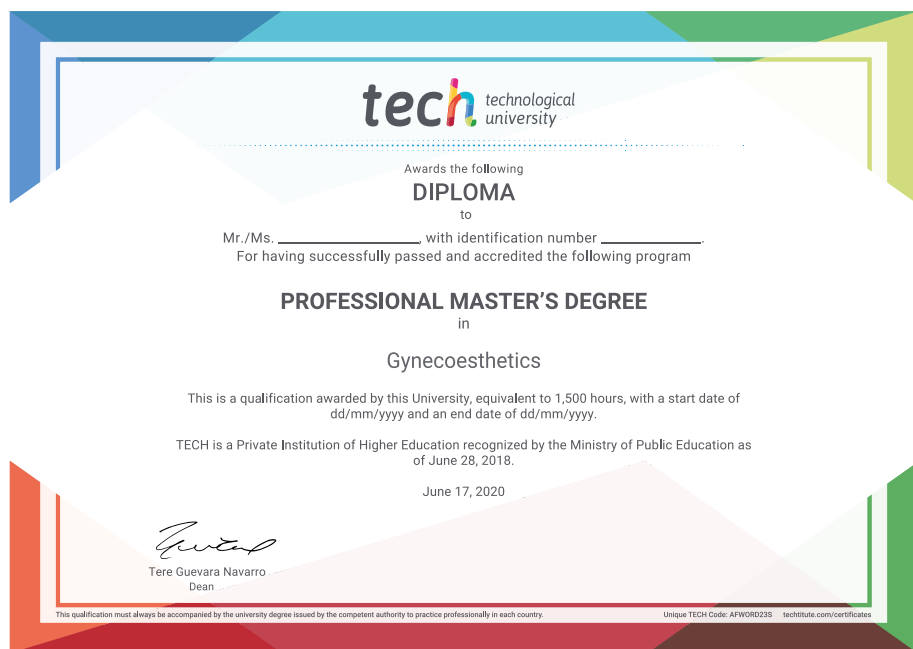 tech technological
university
Awards the following
DIPLOMA
to
Mr./Ms. ____________________, with identification number ______________.
For having successfully passed and accredited the following program
PROFESSIONAL MASTER'S DEGREE
in
Gynecoesthetics
This is a qualification awarded by this University, equivalent to 1,500 hours, with a start date of
dd/mm/yyyy and an end date of dd/mm/yyyy.
TECH is a Private Institution of Higher Education recognized by the Ministry of Public Education as
of June 28, 2018.
June 17, 2020
Tere Guevara Navarro
Dean
This qualification must always be accompanied by the university degree issued by the competent authority to practice professionally in each country.
Unique TECH Code: AFWORD23S techtitute.com/certificates